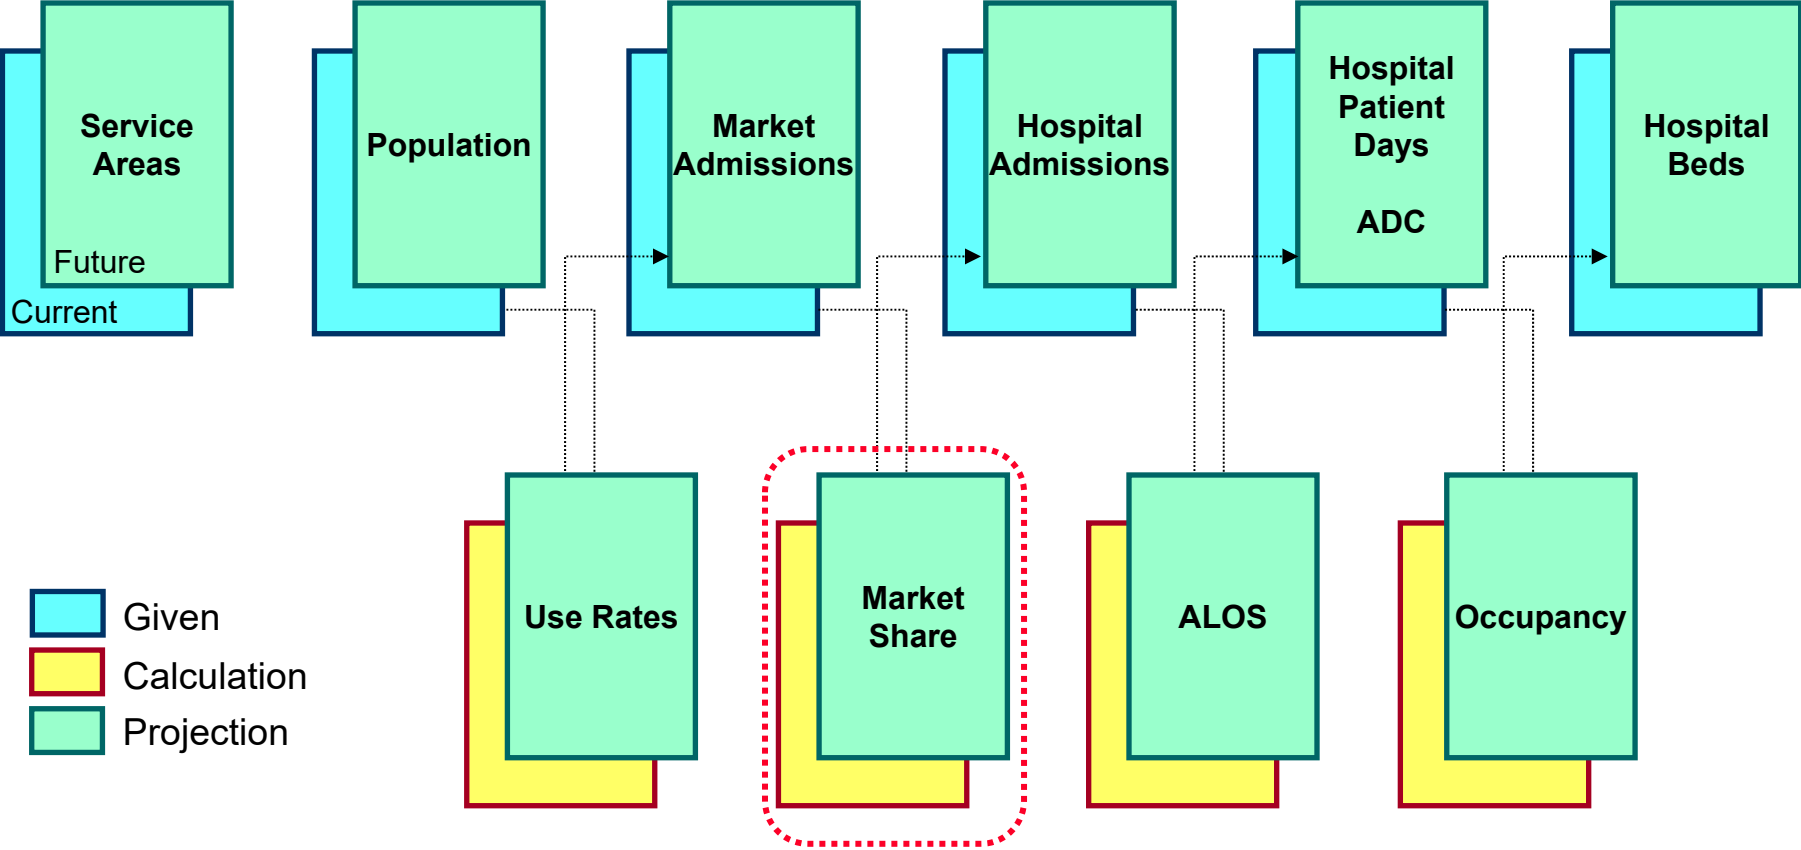 Service
Areas
Future
Current
Population
Market
Admissions
Hospital
Admissions
Hospital
Patient
Days
ADC
Hospital
Beds
Use Rates
Market
Share
ALOS
Occupancy
Given
Calculation
Projection